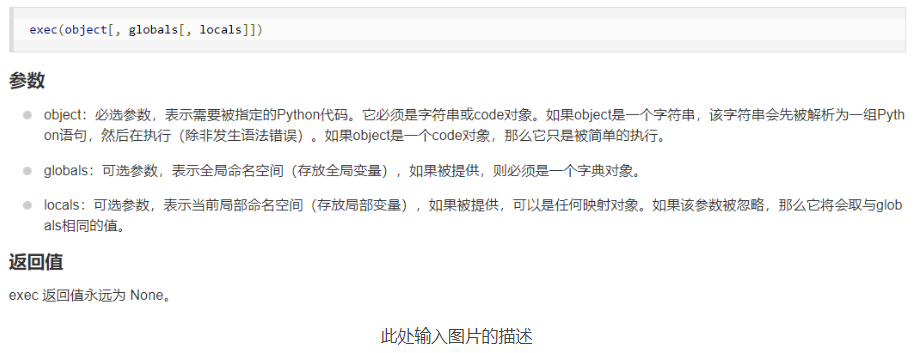 exec(object[, globals[, locals]])
参数
object：必选参数，表示需要被指定的Python代码。它必须是字符串或code对象。如果object是一个字符串，该字符串会先被解析为一组Pyth
on语句，然后在执行（除非发生语法错误）。如果object是一个code对象，那么它只是被简单的执行。
globals：可选参数，表示全局命名空间（存放全局变量），如果被提供，则必须是一个字典对象。
locals：可选参数，表示当前局部命名空间（存放局部变量），如果被提供，可以是任何映射对象。如果该参数被忽略，那么它将会取与glob
als相同的值。
返回值
exec 返回值永远为 None。
此处输入图片的描述